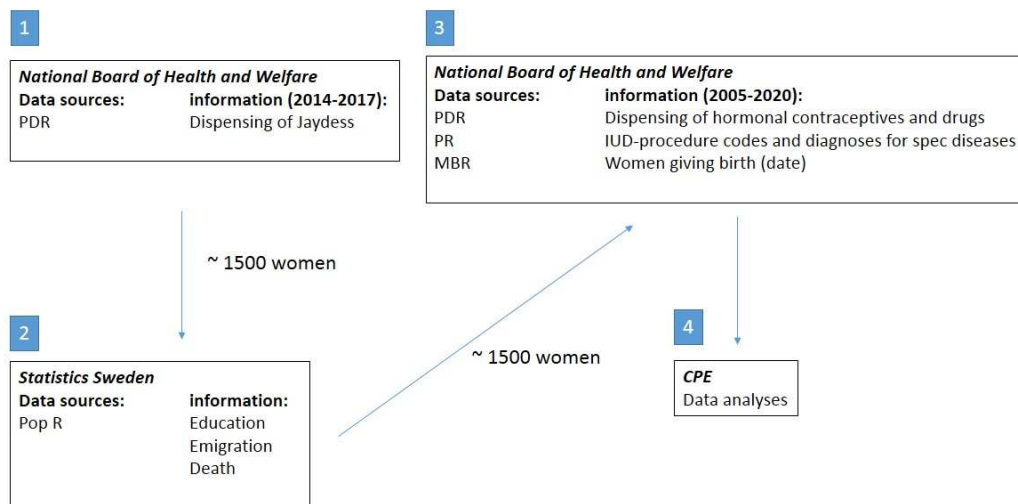 1
National Board of Health and Welfare
Data sources: information (2014-2017):
PDR Dispensing of Jaydess
~ 1500 women
2
Statistics Sweden
Data sources: information:
Pop R Education
Emigration
Death
~ 1500 women
3
National Board of Health and Welfare
Data sources: information (2005-2020):
PDR Dispensing of hormonal contraceptives and drugs
PR IUD-procedure codes and diagnoses for spec diseases
MBR Women giving birth (date)
4
CPE
Data analyses